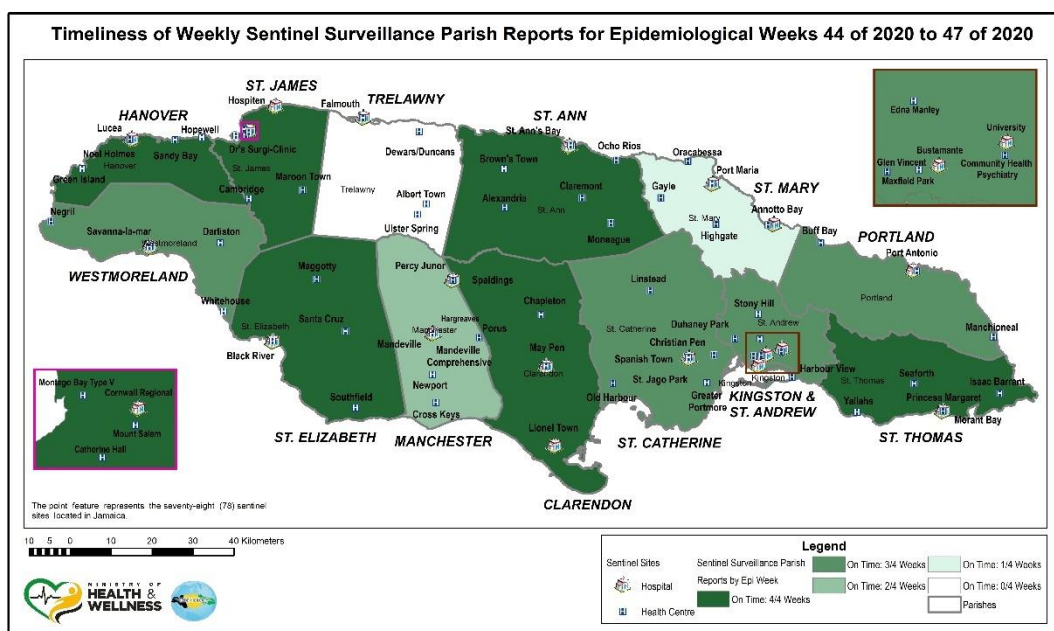 Timeliness of Weekly Sentinel Surveillance Parish Reports for Epidemiological Weeks 44 of 2020 to 47 of 2020
HANOVER
ST. JAMES
TRELAWNY
ST. ANN
ST. MARY
PORTLAND
WESTMORELAND
ST. ELIZABETH
MANCHESTER
CLARENDON
ST. CATHERINE
KINGSTON &
ST. ANDREW
ST. THOMAS
Lucea
Hopewell
Noel Holmes
Hanover
Sandy Bay
Green Island
Hospiten
Dr's Surgi-Clinic
St. James
Cambridge
Maroon Town
Falmouth
Dewars/Duncans
Trelawny
Albert Town
Ulster Spring
St. Ann's Bay
Ocho Rios
Brown's Town
Alexandria
Claremont
St. Ann
Moneague
Oracabessa
Port Maria
Gayle
St. Mary
Highgate
Annotto Bay
Buff Bay
Port Antonio
Portland
Manchioneal
Negril
Savanna-la-mar
Westmoreland
Darliston
Whitehouse
Maggotty
Santa Cruz
St. Elizabeth
Black River
Southfield
Percy Junor
Hargreaves
Manchester
Mandeville
Mandeville
Comprehensive
Porus
Newport
Cross Keys
Spaldings
Chapleton
May Pen
Clarendon
Lionel Town
Linstead
St. Catherine
Christian Pen
Spanish Town
St. Jago Park
Old Harbour
Greater
Portmore
Stony Hill
Duhaney Park
St. Andrew
Kingston
Kingston
Harbour View
St. Thomas
Seaforth
Isaac Barrant
Yallahs
Princess Margaret
Morant Bay
Edna Manley
University
Bustamante
Glen Vincent
Maxfield Park
Community Health
Psychiatry
Montego Bay Type V
Cornwall Regional
Mount Salem
Catherine Hall
The point feature represents the seventy-eight (78) sentinel
sites located in Jamaica.
10 5 0 10 20 30 40 Kilometers
MINISTRY OF
HEALTH &
WELLNESS
Legend
Sentinel Sites
Hospital
Health Centre
Sentinel Surveillance Parish
Reports by Epi Week
On Time: 4/4 Weeks
On Time: 3/4 Weeks
On Time: 2/4 Weeks
On Time: 1/4 Weeks
On Time: 0/4 Weeks
Parishes